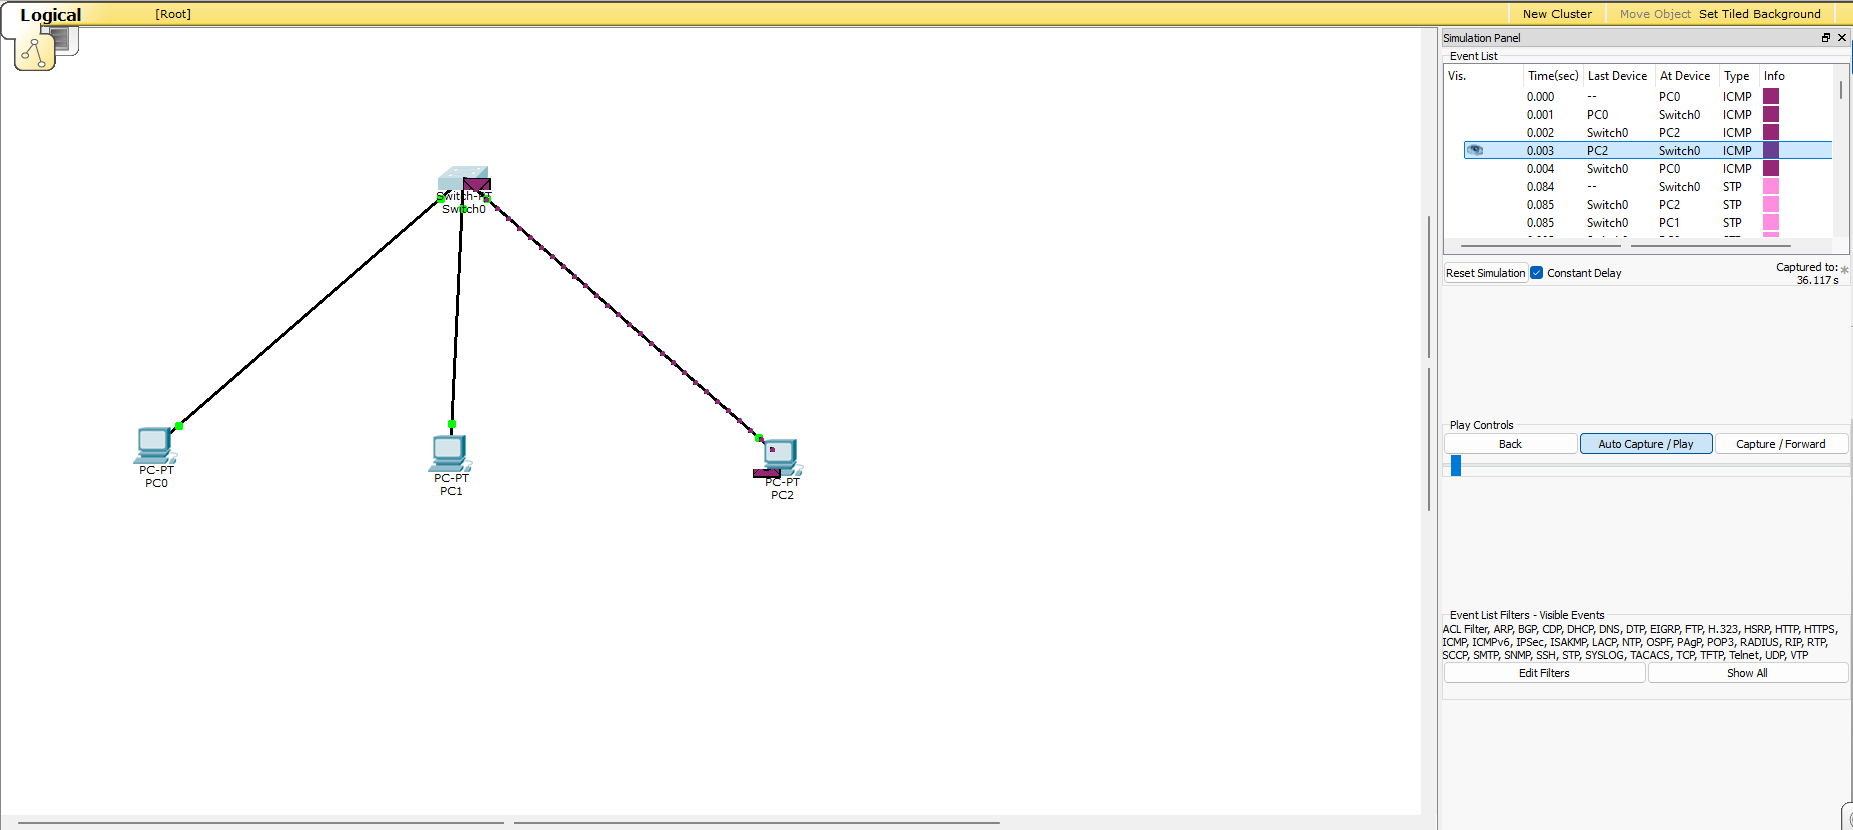 Logical [Root] New Cluster Move Object Set Tiled Background
Simulation Panel
Event List
Vis. Time(sec) Last Device At Device Type Info
0.000 -- PC0 ICMP
0.001 PC0 Switch0 ICMP
0.002 Switch0 PC2 ICMP
0.003 PC2 Switch0 ICMP
0.004 Switch0 PC0 ICMP
0.084 -- Switch0 STP
0.085 Switch0 PC2 STP
0.085 Switch0 PC1 STP
Reset Simulation Constant Delay Captured to: *
36.117 s
Switch-PT
Switch0
PC-PT
PC0
PC-PT
PC1
PC-PT
PC2
Play Controls
Back Auto Capture / Play Capture / Forward
Event List Filters - Visible Events
ACL Filter, ARP, BGP, CDP, DHCP, DNS, DTP, EIGRP, FTP, H.323, HSRP, HTTP, HTTPS,
ICMP, ICMPv6, IPSec, ISAKMP, LACP, NTP, OSPF, PAgP, POP3, RADIUS, RIP, RTP,
SCCP, SMTP, SNMP, SSH, STP, SYSLOG, TACACS, TCP, TFTP, Telnet, UDP, VTP
Edit Filters Show All